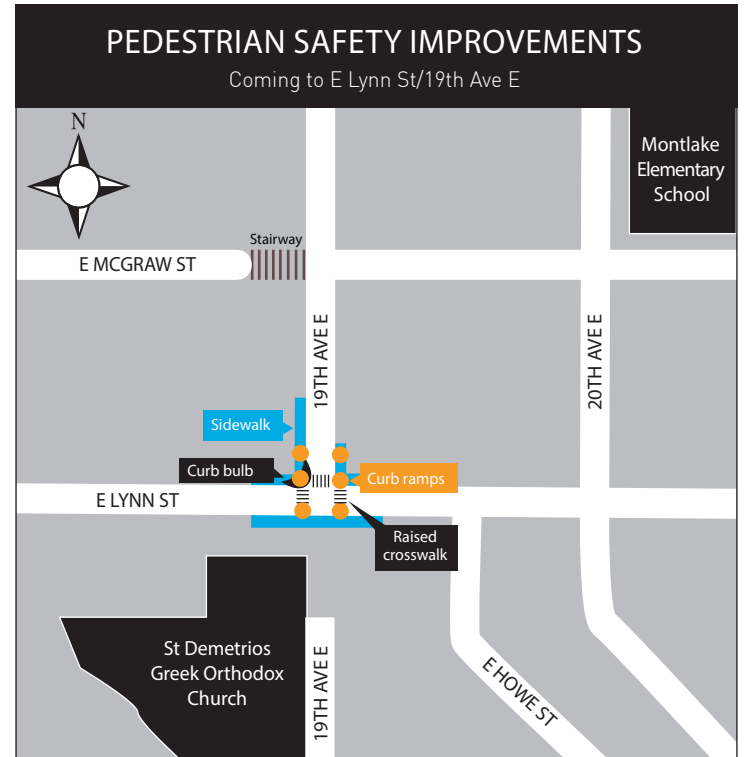 PEDESTRIAN SAFETY IMPROVEMENTS
Coming to E Lynn St/19th Ave E
N
Montlake
Elementary
School
Stairway
E MCGRAW ST
19TH AVE E
20TH AVE E
Sidewalk
Curb bulb
Curb ramps
E LYNN ST
Raised
crosswalk
St Demetrios
Greek Orthodox
Church
19TH AVE E
E HOWE ST